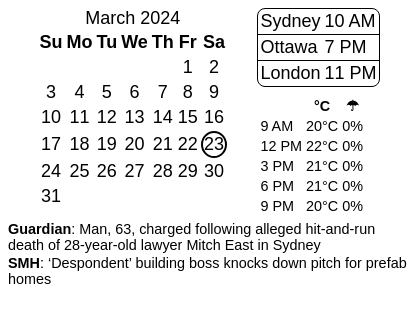 March 2024
Su Mo Tu We Th Fr Sa
1 2
3 4 5 6 7 8 9
10 11 12 13 14 15 16
17 18 19 20 21 22 23
24 25 26 27 28 29 30
31
Sydney 10 AM
Ottawa 7 PM
London 11 PM
°C ☂
9 AM 20°C 0%
12 PM 22°C 0%
3 PM 21°C 0%
6 PM 21°C 0%
9 PM 20°C 0%
Guardian: Man, 63, charged following alleged hit-and-run
death of 28-year-old lawyer Mitch East in Sydney
SMH: ‘Despondent’ building boss knocks down pitch for prefab
homes